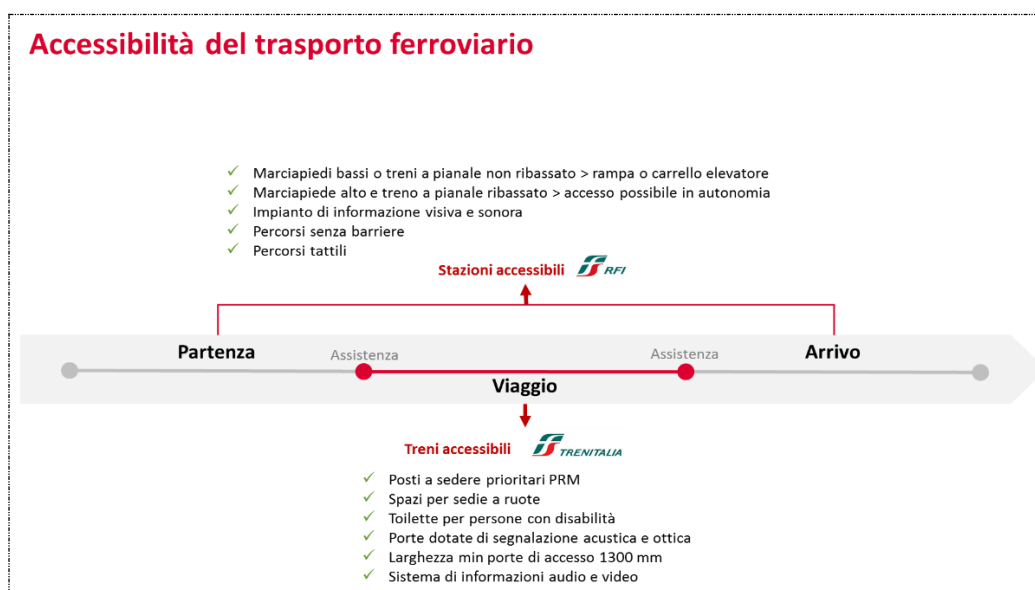 Accessibilità del trasporto ferroviario
Marciapiedi bassi o treni a pianale non ribassato > rampa o carrello elevatore
Marciapiede alto e treno a pianale ribassato > accesso possibile in autonomia
Impianto di informazione visiva e sonora
Percorsi senza barriere
Percorsi tattili
Stazioni accessibili RFI
Partenza Assistenza Assistenza Arrivo
Viaggio
Treni accessibili TRENITALIA
Posti a sedere prioritari PRM
Spazi per sedie a ruote
Toilette per persone con disabilità
Porte dotate di segnalazione acustica e ottica
Larghezza min porte di accesso 1300 mm
Sistema di informazioni audio e video